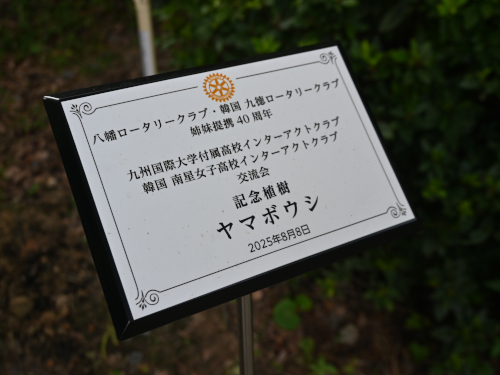 八幡ロータリークラブ・韓国 九徳ロータリークラブ
姉妹提携 40 周年
九州国際大学付属高校インターアクトクラブ
韓国 南星女子高校インターアクトクラブ
交流会
記念植樹
ヤマボウシ
2025年8月8日